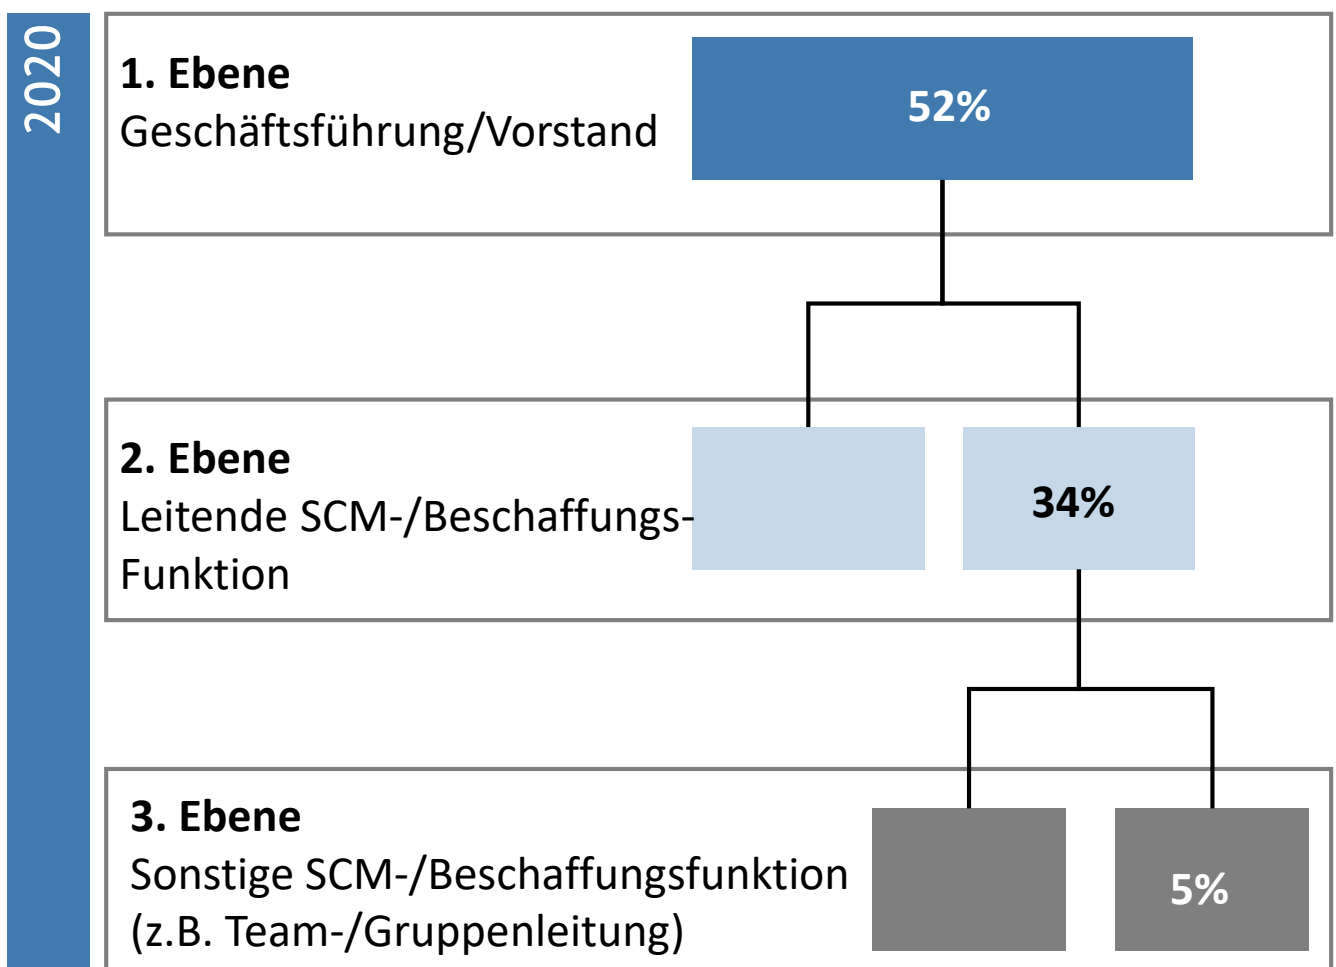 2020
1. Ebene
Geschäftsführung/Vorstand
52%
2. Ebene
Leitende SCM-/Beschaffungs-
Funktion
34%
3. Ebene
Sonstige SCM-/Beschaffungsfunktion
(z.B. Team-/Gruppenleitung)
5%